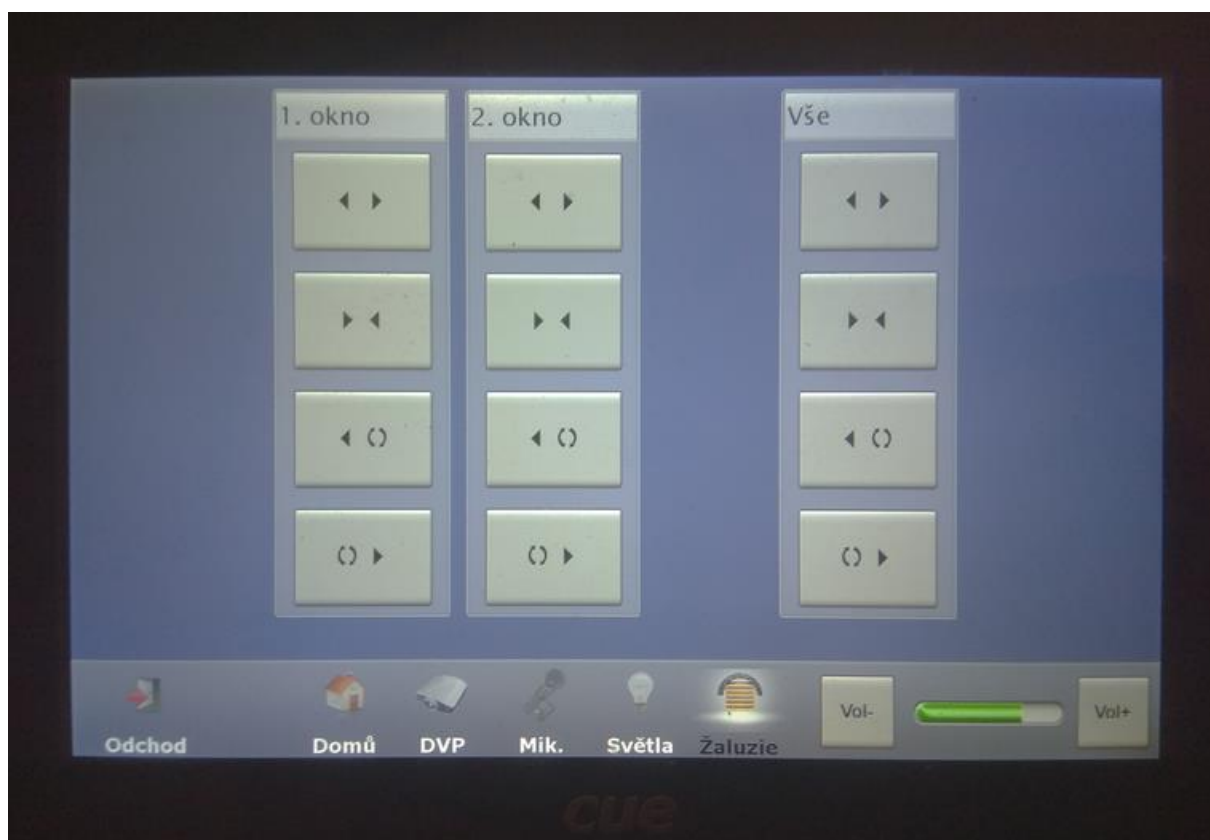 1. okno
2. okno
Vše
Odchod
Domů
DVP
Mik.
Světla
Žaluzie
Vol-
Vol+
cue